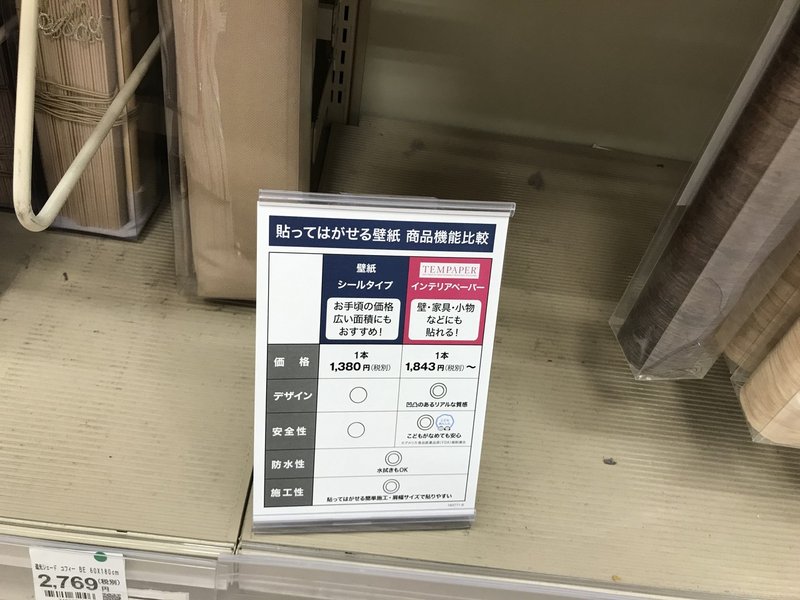 貼ってはがせる壁紙 商品機能比較
壁紙
シールタイプ
お手頃の価格
広い面積にも
おすすめ！
TEMPAPER
インテリアペーパー
壁・家具・小物
などにも
貼れる！
価格
1本
1,380円(税別)
1本
1,843円(税別)～
デザイン
○
◎
凹凸のあるリアルな質感
安全性
○
◎
こどもがなめても安心
防水性
◎
水拭きもOK
施工性
◎
貼ってはがせる簡単施工・肩幅サイズで貼りやすい
BE 60X180cm
2,769(税別)
円